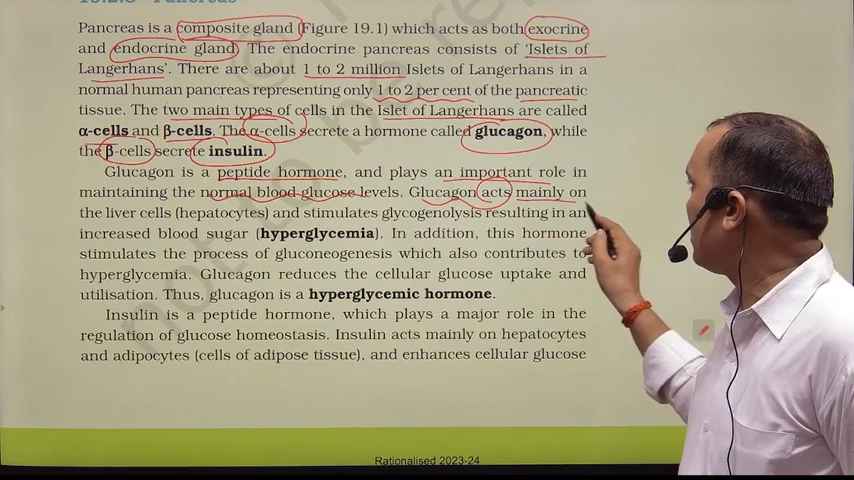 Pancreas is a composite gland (Figure 19.1) which acts as both exocrine
and endocrine gland. The endocrine pancreas consists of 'Islets of
Langerhans'. There are about 1 to 2 million Islets of Langerhans in a
normal human pancreas representing only 1 to 2 per cent of the pancreatic
tissue. The two main types of cells in the Islet of Langerhans are called
α-cells and β-cells. The α-cells secrete a hormone called glucagon, while
the β-cells secrete insulin.
Glucagon is a peptide hormone, and plays an important role in
maintaining the normal blood glucose levels. Glucagon acts mainly on
the liver cells (hepatocytes) and stimulates glycogenolysis resulting in an
increased blood sugar (hyperglycemia). In addition, this hormone
stimulates the process of gluconeogenesis which also contributes to
hyperglycemia. Glucagon reduces the cellular glucose uptake and
utilisation. Thus, glucagon is a hyperglycemic hormone.
Insulin is a peptide hormone, which plays a major role in the
regulation of glucose homeostasis. Insulin acts mainly on hepatocytes
and adipocytes (cells of adipose tissue), and enhances cellular glucose
Rationalised 2023-24